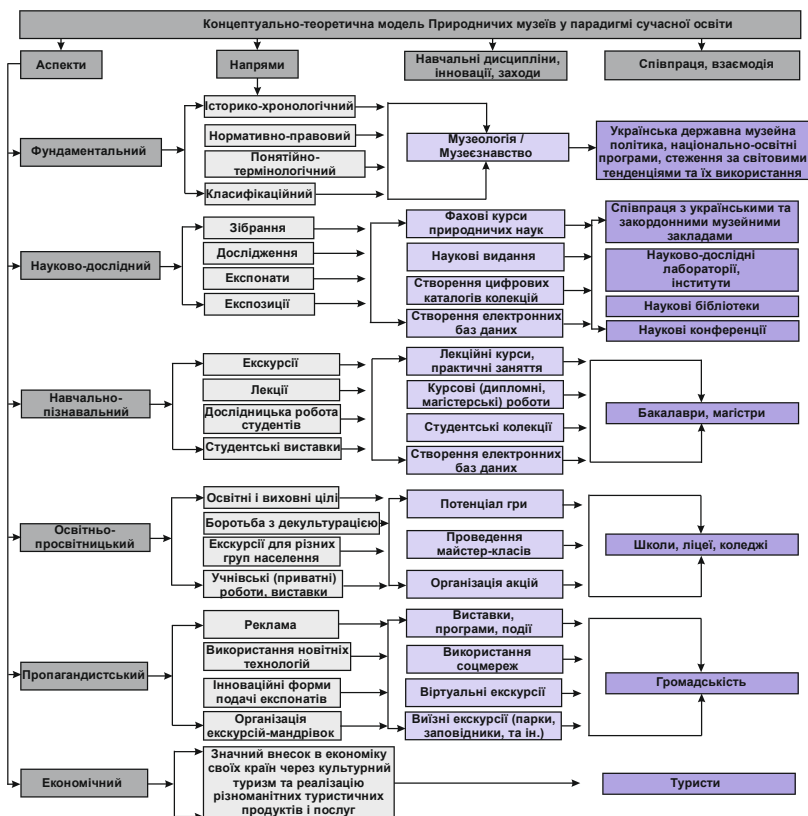 Концептуально-теоретична модель Природничих музеїв у парадигмі сучасної освіти
Аспекти
Напрями
Навчальні дисципліни,
інновації, заходи
Співпраця, взаємодія
Фундаментальний
Історико-хронологічний
Нормативно-правовий
Понятійно-
термінологічний
Класифікаційний
Музеологія /
Музеєзнавство
Українська державна музейна
політика, національно-освітні
програми, стеження за світовими
тенденціями та їх використання
Науково-дослідний
Зібрання
Дослідження
Експонати
Експозиції
Фахові курси
природничих наук
Наукові видання
Створення цифрових
каталогів колекцій
Створення електронних
баз даних
Співпраця з українськими та
закордонними музейними
закладами
Науково-дослідні
лабораторії,
інститути
Наукові бібліотеки
Наукові конференції
Навчально-
пізнавальний
Екскурсії
Лекції
Дослідницька робота
студентів
Студентські виставки
Лекційні курси,
практичні заняття
Курсові (дипломні,
магістерські) роботи
Студентські колекції
Створення електронних
баз даних
Бакалаври, магістри
Освітньо-
просвітницький
Освітні і виховні цілі
Боротьба з декультурацією
Екскурсії для різних
груп населення
Учнівські (приватні)
роботи, виставки
Потенціал гри
Проведення
майстер-класів
Організація акцій
Школи, ліцеї, коледжі
Пропагандистський
Реклама
Використання новітніх
технологій
Інноваційні форми
подачі експонатів
Організація
екскурсій-мандрівок
Виставки,
програми, події
Використання
соцмереж
Віртуальні екскурсії
Виїзні екскурсії (парки,
заповідники, та ін.)
Громадськість
Економічний
Значний внесок в економіку
своїх країн через культурний
туризм та реалізацію
різноманітних туристичних
продуктів і послуг
Туристи